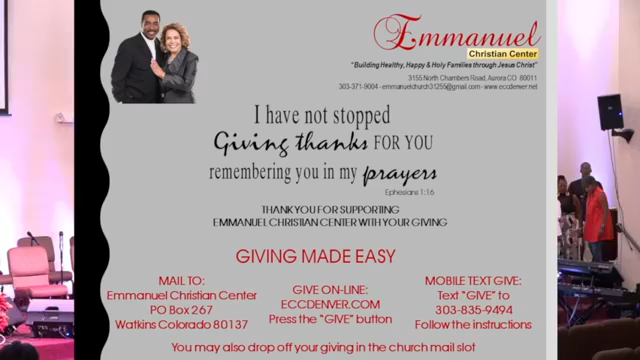 Emmanuel
Christian Center
"Building Healthy, Happy & Holy Families through Jesus Christ"
3155 North Chambers Road, Aurora CO 80011
303-371-9004 - emmanuelchurch31255@gmail.com - www.eccdenver.net
I have not stopped
Giving thanks FOR YOU
remembering you in my prayers
Ephesians 1:16
THANK YOU FOR SUPPORTING
EMMANUEL CHRISTIAN CENTER WITH YOUR GIVING
GIVING MADE EASY
MAIL TO:
Emmanuel Christian Center
PO Box 267
Watkins Colorado 80137
GIVE ON-LINE:
ECCDENVER.COM
Press the "GIVE" button
MOBILE TEXT GIVE:
Text "GIVE" to
303-835-9494
Follow the instructions
You may also drop off your giving in the church mail slot